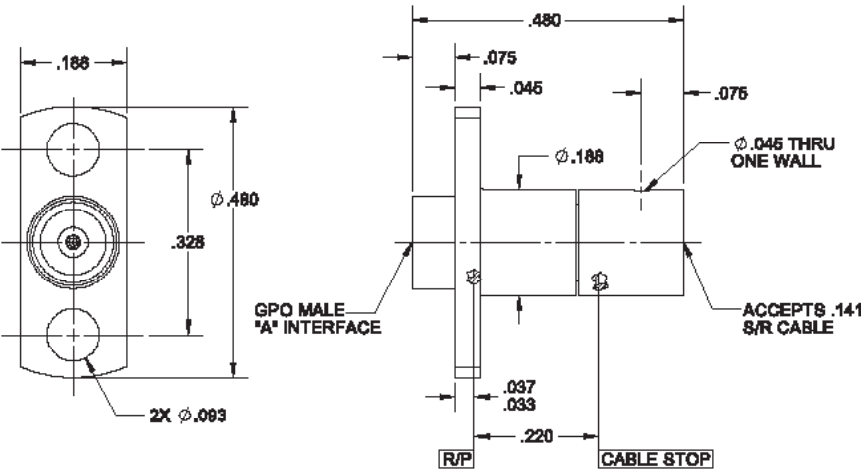 .480
.188
.075
.045
.075
Ø.045 THRU
ONE WALL
Ø.188
Ø.480
.328
GPO MALE
"A" INTERFACE
ACCEPTS .141
S/R CABLE
2X Ø.093
.037
.033
.220
R/P
CABLE STOP